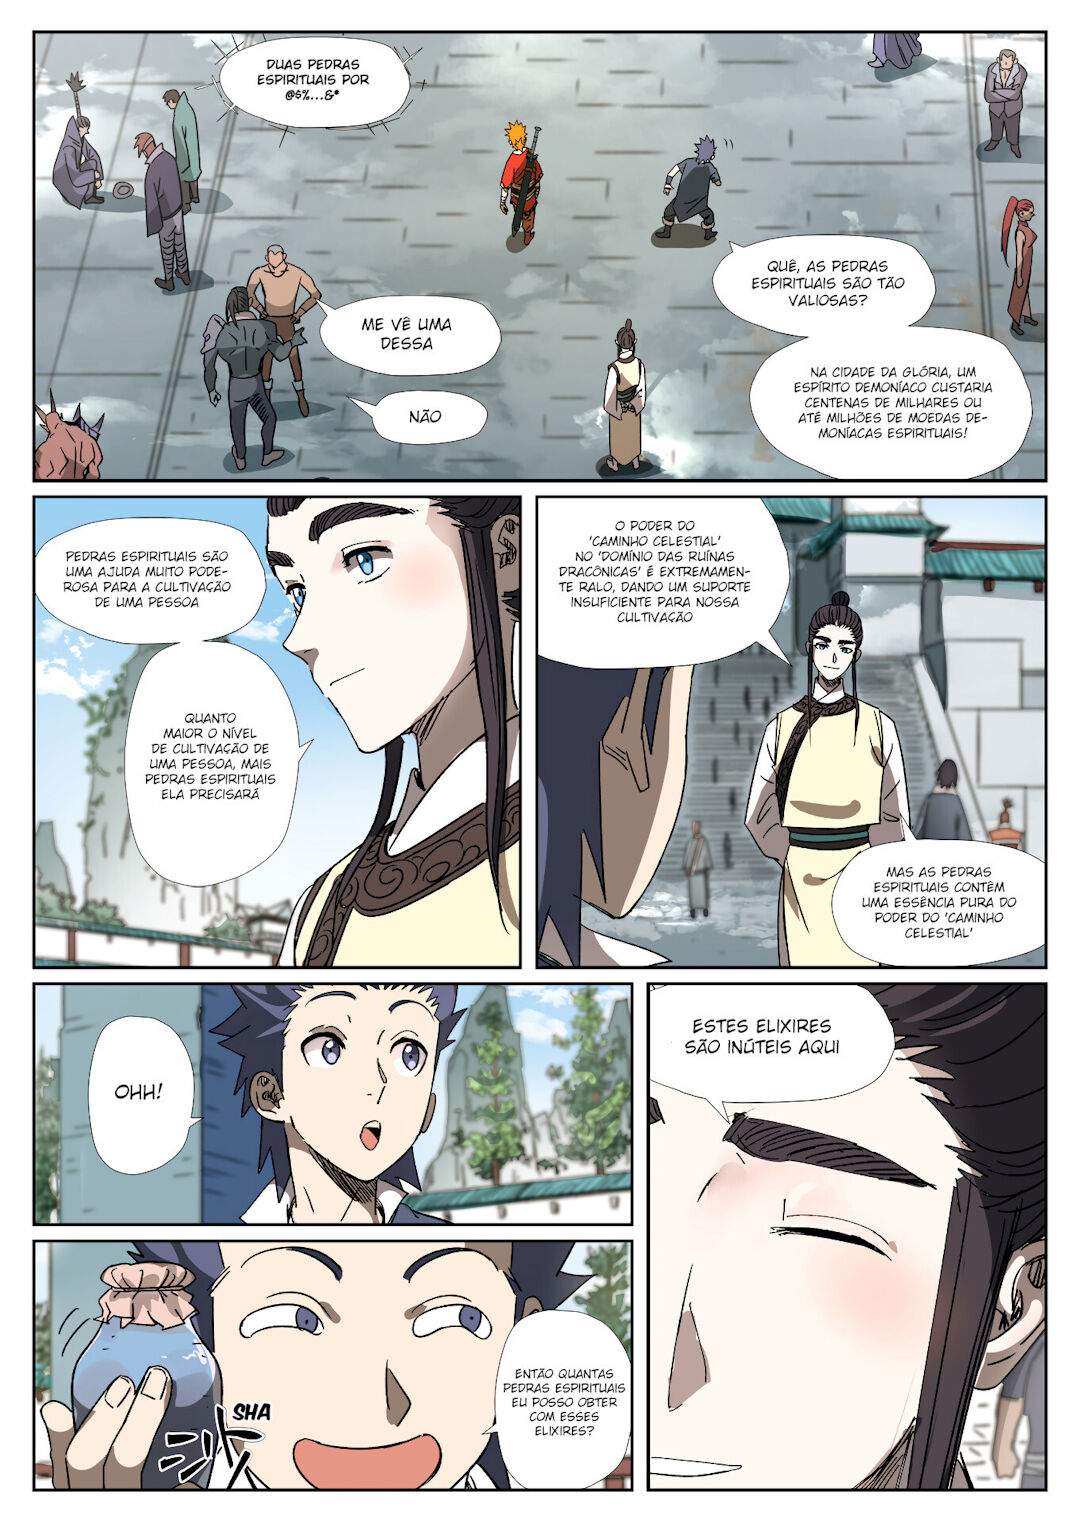 DUAS PEDRAS
ESPIRITUAIS POR
@$%...&*
QUÊ, AS PEDRAS
ESPIRITUAIS SÃO TÃO
VALIOSAS?
ME VÊ UMA
DESSA
NÃO
NA CIDADE DA GLÓRIA, UM
ESPÍRITO DEMONÍACO CUSTARIA
CENTENAS DE MILHARES OU
ATÉ MILHÕES DE MOEDAS DE-
MONÍACAS ESPIRITUAIS!
PEDRAS ESPIRITUAIS SÃO
UMA AJUDA MUITO PODE-
ROSA PARA A CULTIVAÇÃO
DE UMA PESSOA
QUANTO
MAIOR O NÍVEL
DE CULTIVAÇÃO DE
UMA PESSOA, MAIS
PEDRAS ESPIRITUAIS
ELA PRECISARÁ
O PODER DO
'CAMINHO CELESTIAL'
NO 'DOMÍNIO DAS RUÍNAS
DRACÔNICAS' É EXTREMAMEN-
TE RALO, DANDO UM SUPORTE
INSUFICIENTE PARA NOSSA
CULTIVAÇÃO
MAS AS PEDRAS
ESPIRITUAIS CONTÊM
UMA ESSÊNCIA PURA DO
PODER DO 'CAMINHO
CELESTIAL'
OHH!
ESTES ELIXIRES
SÃO INÚTEIS AQUI
ENTÃO QUANTAS
PEDRAS ESPIRITUAIS
EU POSSO OBTER
COM ESSES
ELIXIRES?
SHA